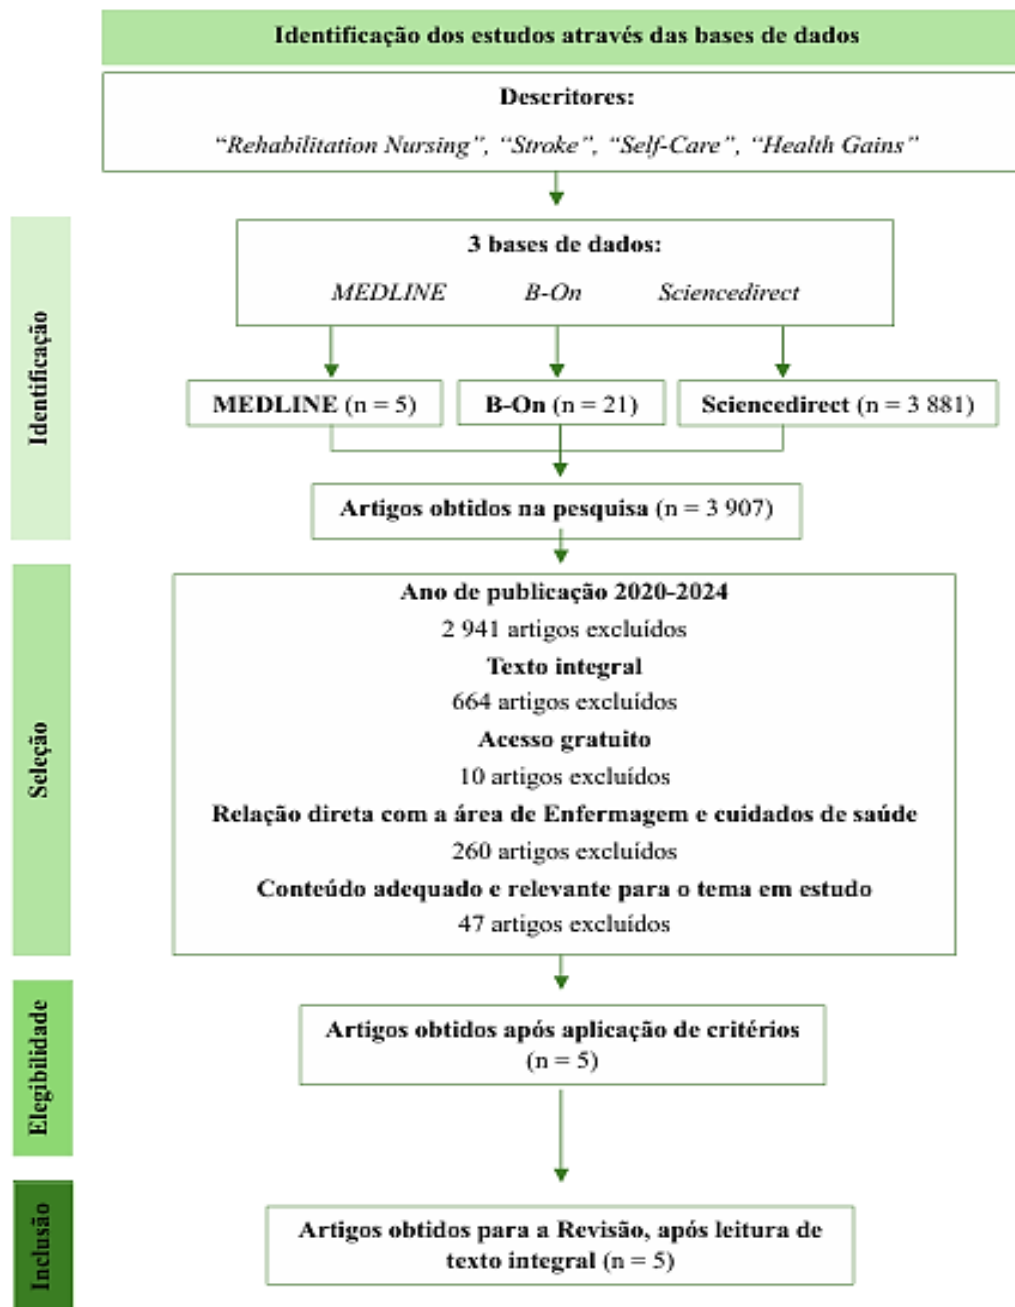 Identificação dos estudos através das bases de dados
Descritores:
“Rehabilitation Nursing”, “Stroke”, “Self-Care”, “Health Gains”
Identificação
3 bases de dados:
MEDLINE B-On Sciencedirect
MEDLINE (n = 5) B-On (n = 21) Sciencedirect (n = 3 881)
Artigos obtidos na pesquisa (n = 3 907)
Seleção
Ano de publicação 2020-2024
2 941 artigos excluídos
Texto integral
664 artigos excluídos
Acesso gratuito
10 artigos excluídos
Relação direta com a área de Enfermagem e cuidados de saúde
260 artigos excluídos
Conteúdo adequado e relevante para o tema em estudo
47 artigos excluídos
Elegibilidade
Artigos obtidos após aplicação de critérios
(n = 5)
Inclusão
Artigos obtidos para a Revisão, após leitura de
texto integral (n = 5)